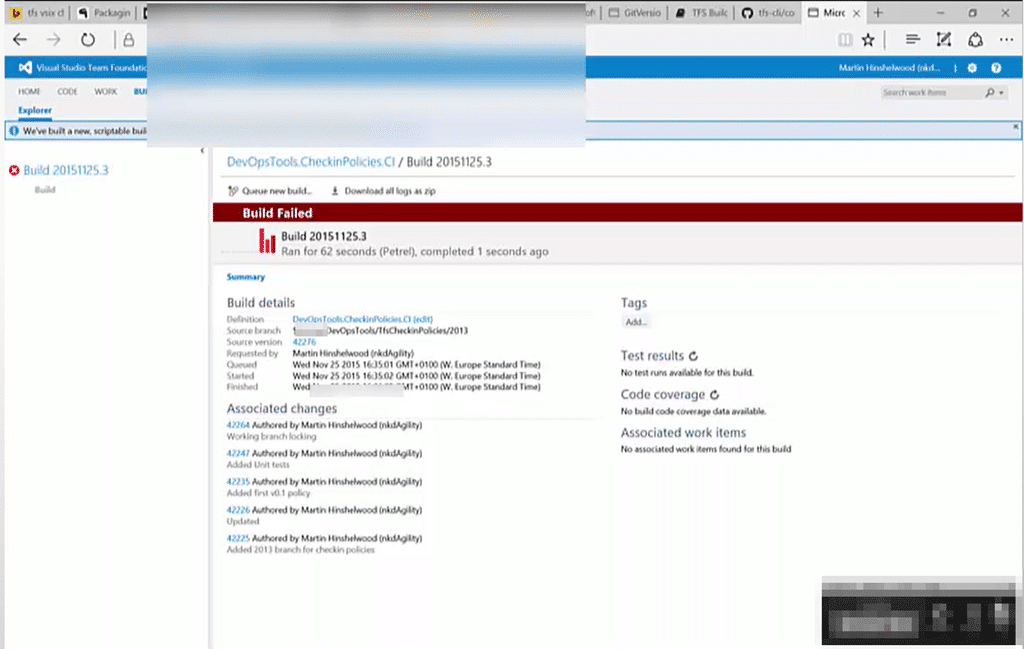 tfs vsix cl
Packagin
GitVersio
TFS Builc
tfs-cli/co
Micrc
Visual Studio Team Foundatic
Martin Hinshelwood (nkd...
HOME CODE WORK BUI
Search work items
Explorer
We've built a new, scriptable buil
Build 20151125.3
Build
DevOpsTools.CheckinPolicies.CI / Build 20151125.3
Queue new build... Download all logs as zip
Build Failed
Build 20151125.3
Ran for 62 seconds (Petrel), completed 1 seconds ago
Summary
Build details
Definition DevOpsTools.CheckinPolicies.CI (edit)
Source branch DevOpsTools/TfsCheckinPolicies/2013
Source version 42276
Requested by Martin Hinshelwood (nkdAgility)
Queued Wed Nov 25 2015 16:35:01 GMT+0100 (W. Europe Standard Time)
Started Wed Nov 25 2015 16:35:02 GMT+0100 (W. Europe Standard Time)
Finished Wed MT+0100 (W. Europe Standard Time)
Associated changes
42264 Authored by Martin Hinshelwood (nkdAgility)
Working branch locking
42247 Authored by Martin Hinshelwood (nkdAgility)
Added Unit tests
42235 Authored by Martin Hinshelwood (nkdAgility)
Added first v0.1 policy
42226 Authored by Martin Hinshelwood (nkdAgility)
Updated
42225 Authored by Martin Hinshelwood (nkdAgility)
Added 2013 branch for checkin policies
Tags
Add...
Test results
No test runs available for this build.
Code coverage
No build code coverage data available.
Associated work items
No associated work items found for this build